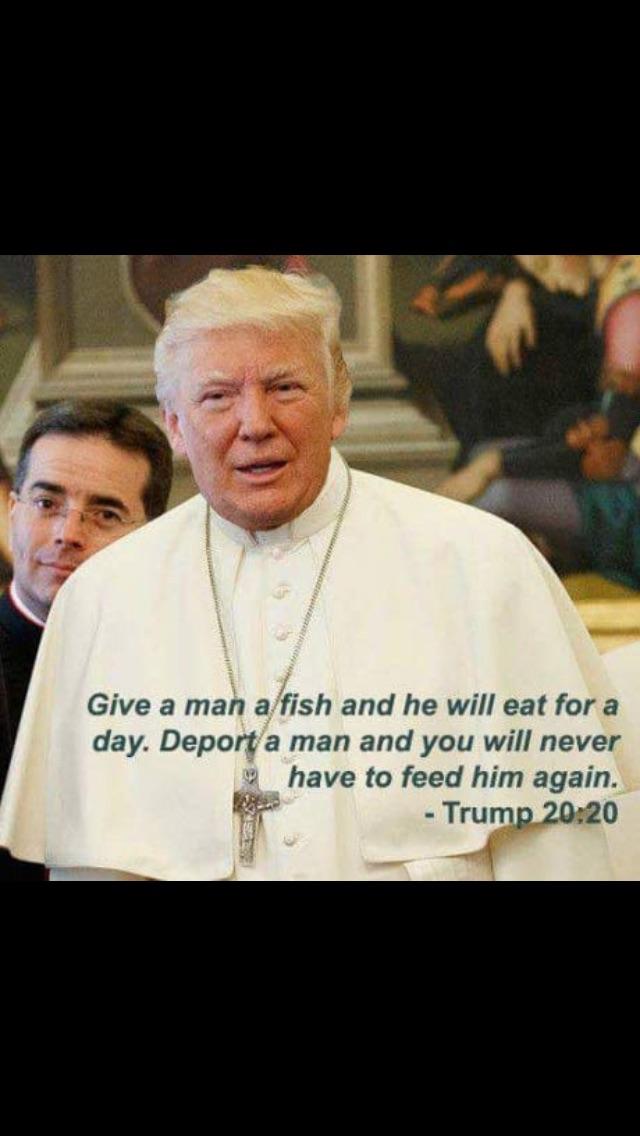 Give a man a fish and he will eat for a
day. Deport a man and you will never
have to feed him again.
- Trump 20:20